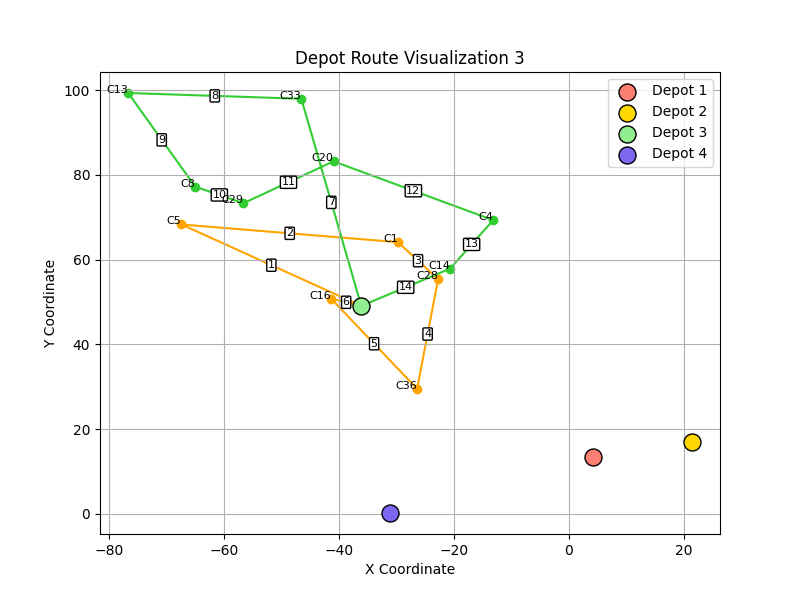 Depot Route Visualization 3
Depot 1
Depot 2
Depot 3
Depot 4
Y Coordinate
100
80
60
40
20
0
C13
8
C33
9
C20
C8
10
C29
11
12
7
C4
C5
2
C1
13
1
3
C14
C28
C16
6
14
5
4
C36
−80
−60
−40
−20
0
20
X Coordinate